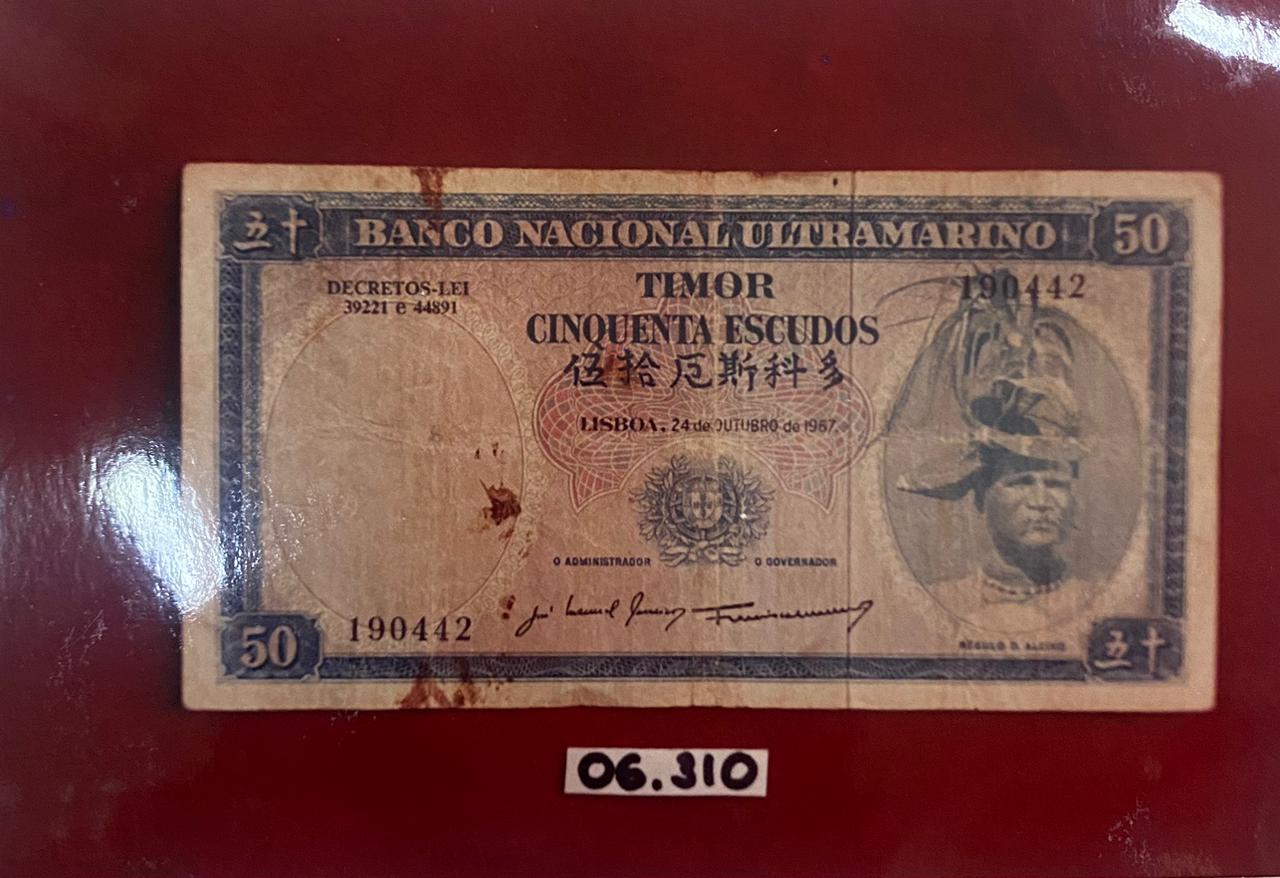 五十 BANCO NACIONAL ULTRAMARINO 50
DECRETOS-LEI
39221 e 44891
TIMOR
190442
CINQUENTA ESCUDOS
伍拾厄斯科多
LISBOA, 24 de OUTUBRO de 1967.
O ADMINISTRADOR O GOVERNADOR
190442
RÉGULO D. ALEIXO
50 五十
06.310